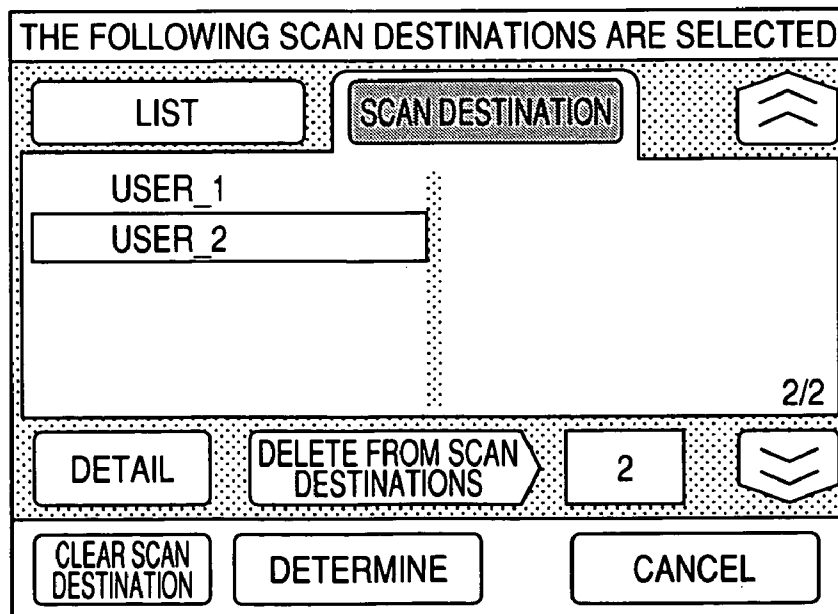 THE FOLLOWING SCAN DESTINATIONS ARE SELECTED
LIST
SCAN DESTINATION
USER_1
USER_2
2/2
DETAIL
DELETE FROM SCAN
DESTINATIONS
2
CLEAR SCAN
DESTINATION
DETERMINE
CANCEL